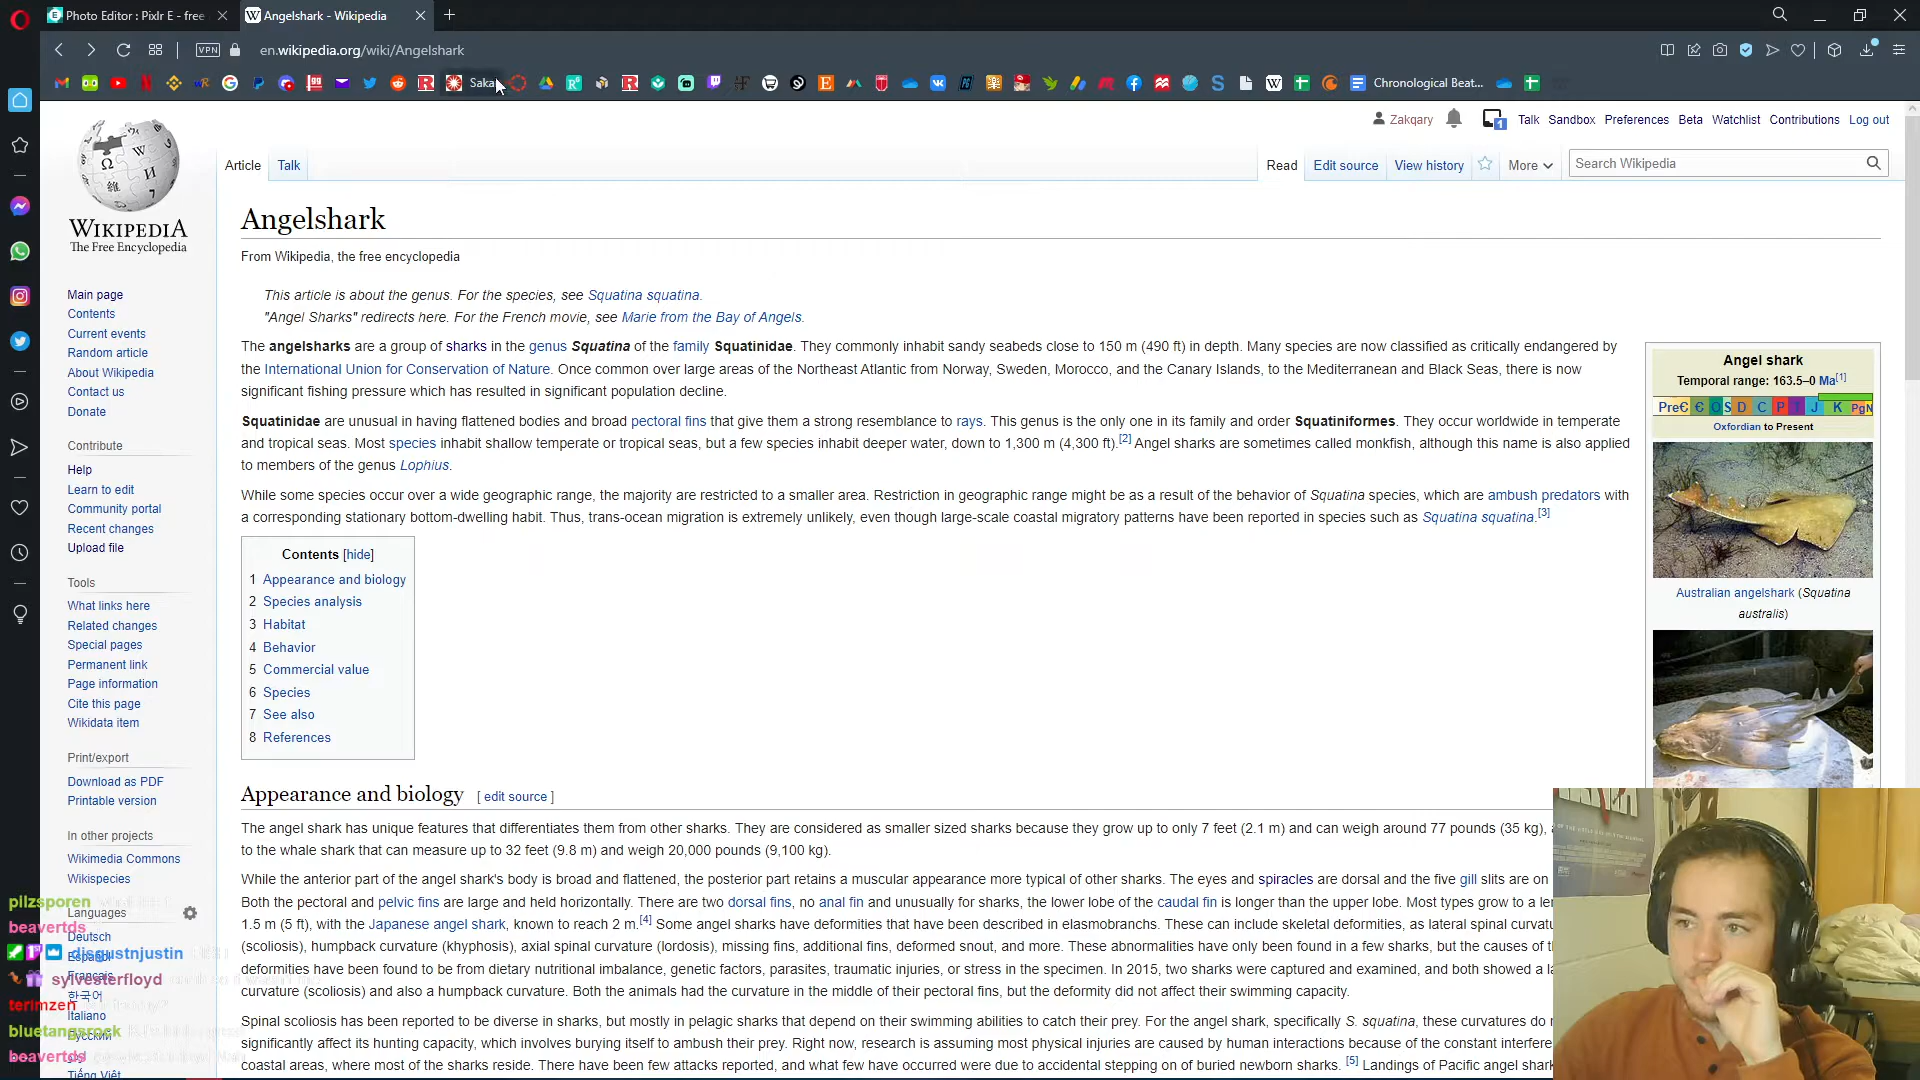 Photo Editor : Pixlr E - free
Angelshark - Wikipedia
VPN
en.wikipedia.org/wiki/Angelshark
Saka
Chronological Beat...
Zakqary
1
Talk
Sandbox
Preferences
Beta
Watchlist
Contributions
Log out
Article
Talk
Read
Edit source
View history
More
Search Wikipedia
WIKIPEDIA
The Free Encyclopedia
Main page
Contents
Current events
Random article
About Wikipedia
Contact us
Donate
Contribute
Help
Learn to edit
Community portal
Recent changes
Upload file
Tools
What links here
Related changes
Special pages
Permanent link
Page information
Cite this page
Wikidata item
Print/export
Download as PDF
Printable version
In other projects
Wikimedia Commons
Wikispecies
Languages
Deutsch
Español
Français
한국어
Italiano
Русский
Tiếng Việt
Angelshark
From Wikipedia, the free encyclopedia
This article is about the genus. For the species, see Squatina squatina.
"Angel Sharks" redirects here. For the French movie, see Marie from the Bay of Angels.
The angelsharks are a group of sharks in the genus Squatina of the family Squatinidae. They commonly inhabit sandy seabeds close to 150 m (490 ft) in depth. Many species are now classified as critically endangered by
the International Union for Conservation of Nature. Once common over large areas of the Northeast Atlantic from Norway, Sweden, Morocco, and the Canary Islands, to the Mediterranean and Black Seas, there is now
significant fishing pressure which has resulted in significant population decline.
Squatinidae are unusual in having flattened bodies and broad pectoral fins that give them a strong resemblance to rays. This genus is the only one in its family and order Squatiniformes. They occur worldwide in temperate
and tropical seas. Most species inhabit shallow temperate or tropical seas, but a few species inhabit deeper water, down to 1,300 m (4,300 ft).[2] Angel sharks are sometimes called monkfish, although this name is also applied
to members of the genus Lophius.
While some species occur over a wide geographic range, the majority are restricted to a smaller area. Restriction in geographic range might be as a result of the behavior of Squatina species, which are ambush predators with
a corresponding stationary bottom-dwelling habit. Thus, trans-ocean migration is extremely unlikely, even though large-scale coastal migratory patterns have been reported in species such as Squatina squatina.[3]
Contents [hide]
1 Appearance and biology
2 Species analysis
3 Habitat
4 Behavior
5 Commercial value
6 Species
7 See also
8 References
Angel shark
Temporal range: 163.5–0 Ma[1]
PreꞒ Ꞓ O S D C P T J K PgN
Oxfordian to Present
Australian angelshark (Squatina
australis)
Appearance and biology [ edit source ]
The angel shark has unique features that differentiates them from other sharks. They are considered as smaller sized sharks because they grow up to only 7 feet (2.1 m) and can weigh around 77 pounds (35 kg),
to the whale shark that can measure up to 32 feet (9.8 m) and weigh 20,000 pounds (9,100 kg).
While the anterior part of the angel shark's body is broad and flattened, the posterior part retains a muscular appearance more typical of other sharks. The eyes and spiracles are dorsal and the five gill slits are on
Both the pectoral and pelvic fins are large and held horizontally. There are two dorsal fins, no anal fin and unusually for sharks, the lower lobe of the caudal fin is longer than the upper lobe. Most types grow to a le
1.5 m (5 ft), with the Japanese angel shark, known to reach 2 m.[4] Some angel sharks have deformities that have been described in elasmobranchs. These can include skeletal deformities, as lateral spinal curvatu
(scoliosis), humpback curvature (khyphosis), axial spinal curvature (lordosis), missing fins, additional fins, deformed snout, and more. These abnormalities have only been found in a few sharks, but the causes of t
deformities have been found to be from dietary nutritional imbalance, genetic factors, parasites, traumatic injuries, or stress in the specimen. In 2015, two sharks were captured and examined, and both showed a la
curvature (scoliosis) and also a humpback curvature. Both the animals had the curvature in the middle of their pectoral fins, but the deformity did not affect their swimming capacity.
Spinal scoliosis has been reported to be diverse in sharks, but mostly in pelagic sharks that depend on their swimming abilities to catch their prey. For the angel shark, specifically S. squatina, these curvatures do
significantly affect its hunting capacity, which involves burying itself to ambush their prey. Right now, research is assuming most physical injuries are caused by human interactions because of the constant interfere
coastal areas, where most of the sharks reside. There have been few attacks reported, and what few have occurred were due to accidental stepping on of buried newborn sharks. [5] Landings of Pacific angel shark
pilzsporen
beavertds
disgustnjustin
sylvesterfloyd
terimzen
bluetangsrock
beavertds